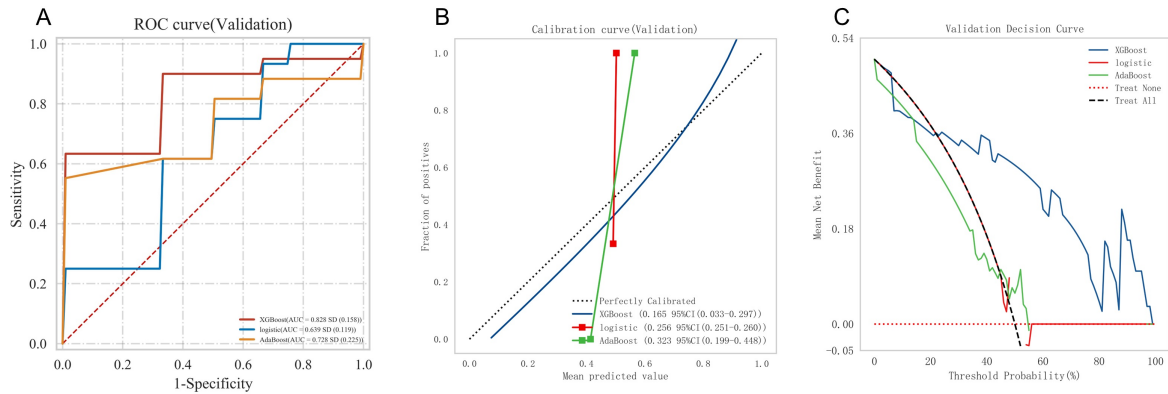 A
ROC curve(Validation)
Sensitivity
1.0
0.8
0.6
0.4
0.2
0.0
XGBoost(AUC = 0.828 SD (0.158))
logistic(AUC = 0.639 SD (0.119))
AdaBoost(AUC = 0.728 SD (0.225))
0.0 0.2 0.4 0.6 0.8 1.0
1-Specificity
B
Calibration curve(Validation)
Fraction of positives
1.0
0.8
0.6
0.4
0.2
0.0
Perfectly Calibrated
XGBoost (0.165 95%CI(0.033-0.297))
logistic (0.256 95%CI(0.251-0.260))
AdaBoost (0.323 95%CI(0.199-0.448))
0.0 0.2 0.4 0.6 0.8 1.0
Mean predicted value
C
Validation Decision Curve
Mean Net Benefit
0.54
0.36
0.18
0.00
-0.05
XGBoost
logistic
AdaBoost
Treat None
Treat All
0 20 40 60 80 100
Threshold Probability(%)